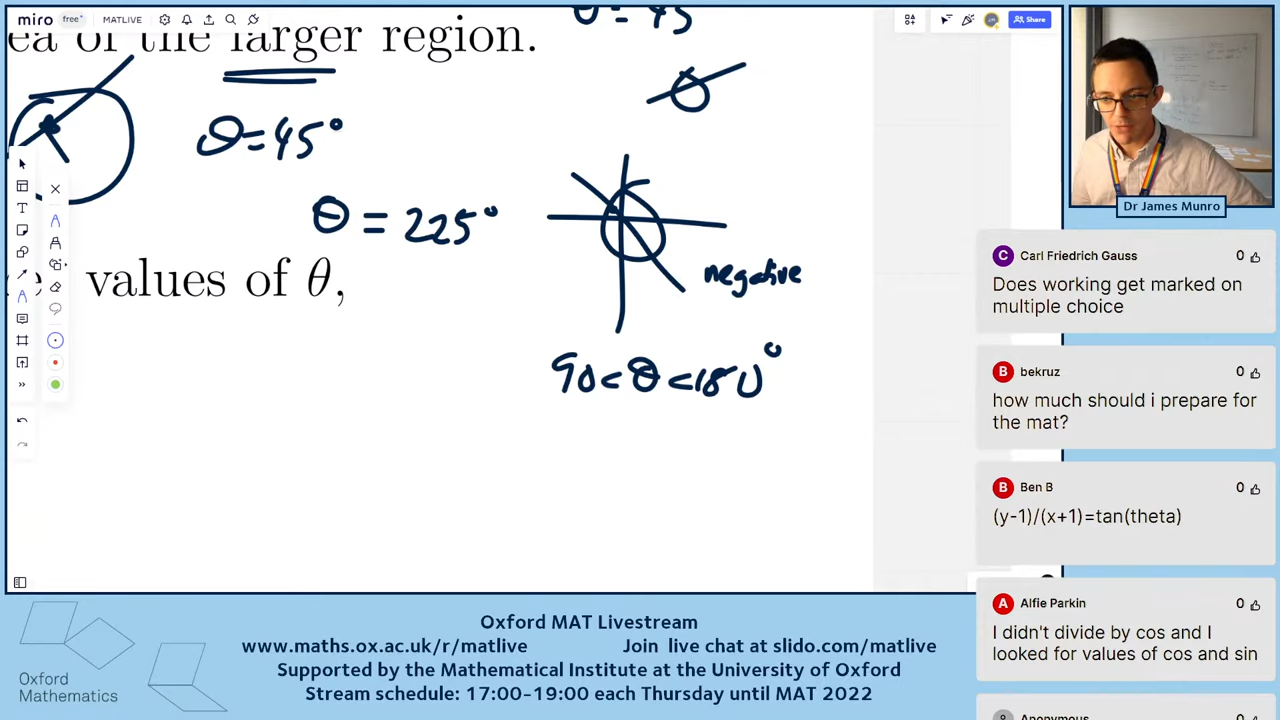 miro free MATLIVE
Share
θ = 45
ea of the larger region.
θ = 45°
θ = 225°
negative
values of θ,
90 < θ < 180°
Dr James Munro
C Carl Friedrich Gauss 0
Does working get marked on
multiple choice
B bekruz 0
how much should i prepare for
the mat?
B Ben B 0
(y-1)/(x+1)=tan(theta)
A Alfie Parkin 0
I didn't divide by cos and I
looked for values of cos and sin
Anonymous 0
Oxford
Mathematics
Oxford MAT Livestream
www.maths.ox.ac.uk/r/matlive Join live chat at slido.com/matlive
Supported by the Mathematical Institute at the University of Oxford
Stream schedule: 17:00-19:00 each Thursday until MAT 2022